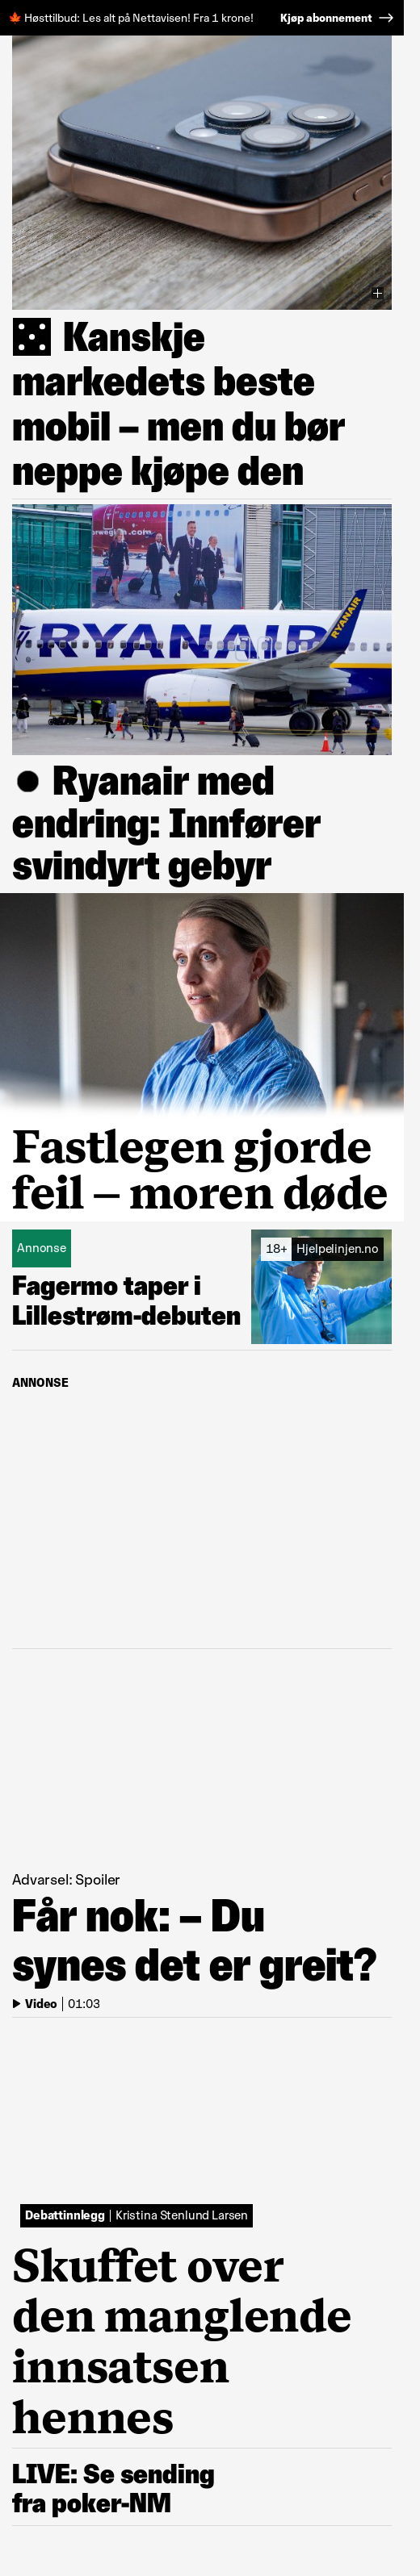 Høsttilbud: Les alt på Nettavisen! Fra 1 krone!
Kjøp abonnement
Kanskje
markedets beste
mobil – men du bør
neppe kjøpe den
RYANAIR
RYANAIR
Ryanair med
endring: Innfører
svindyrt gebyr
Fastlegen gjorde
feil – moren døde
Annonse
18+ Hjelpelinjen.no
Fagermo taper i
Lillestrøm-debuten
ANNONSE
Advarsel: Spoiler
Får nok: – Du
synes det er greit?
Video | 01:03
Debattinnlegg | Kristina Stenlund Larsen
Skuffet over
den manglende
innsatsen
hennes
LIVE: Se sending
fra poker-NM